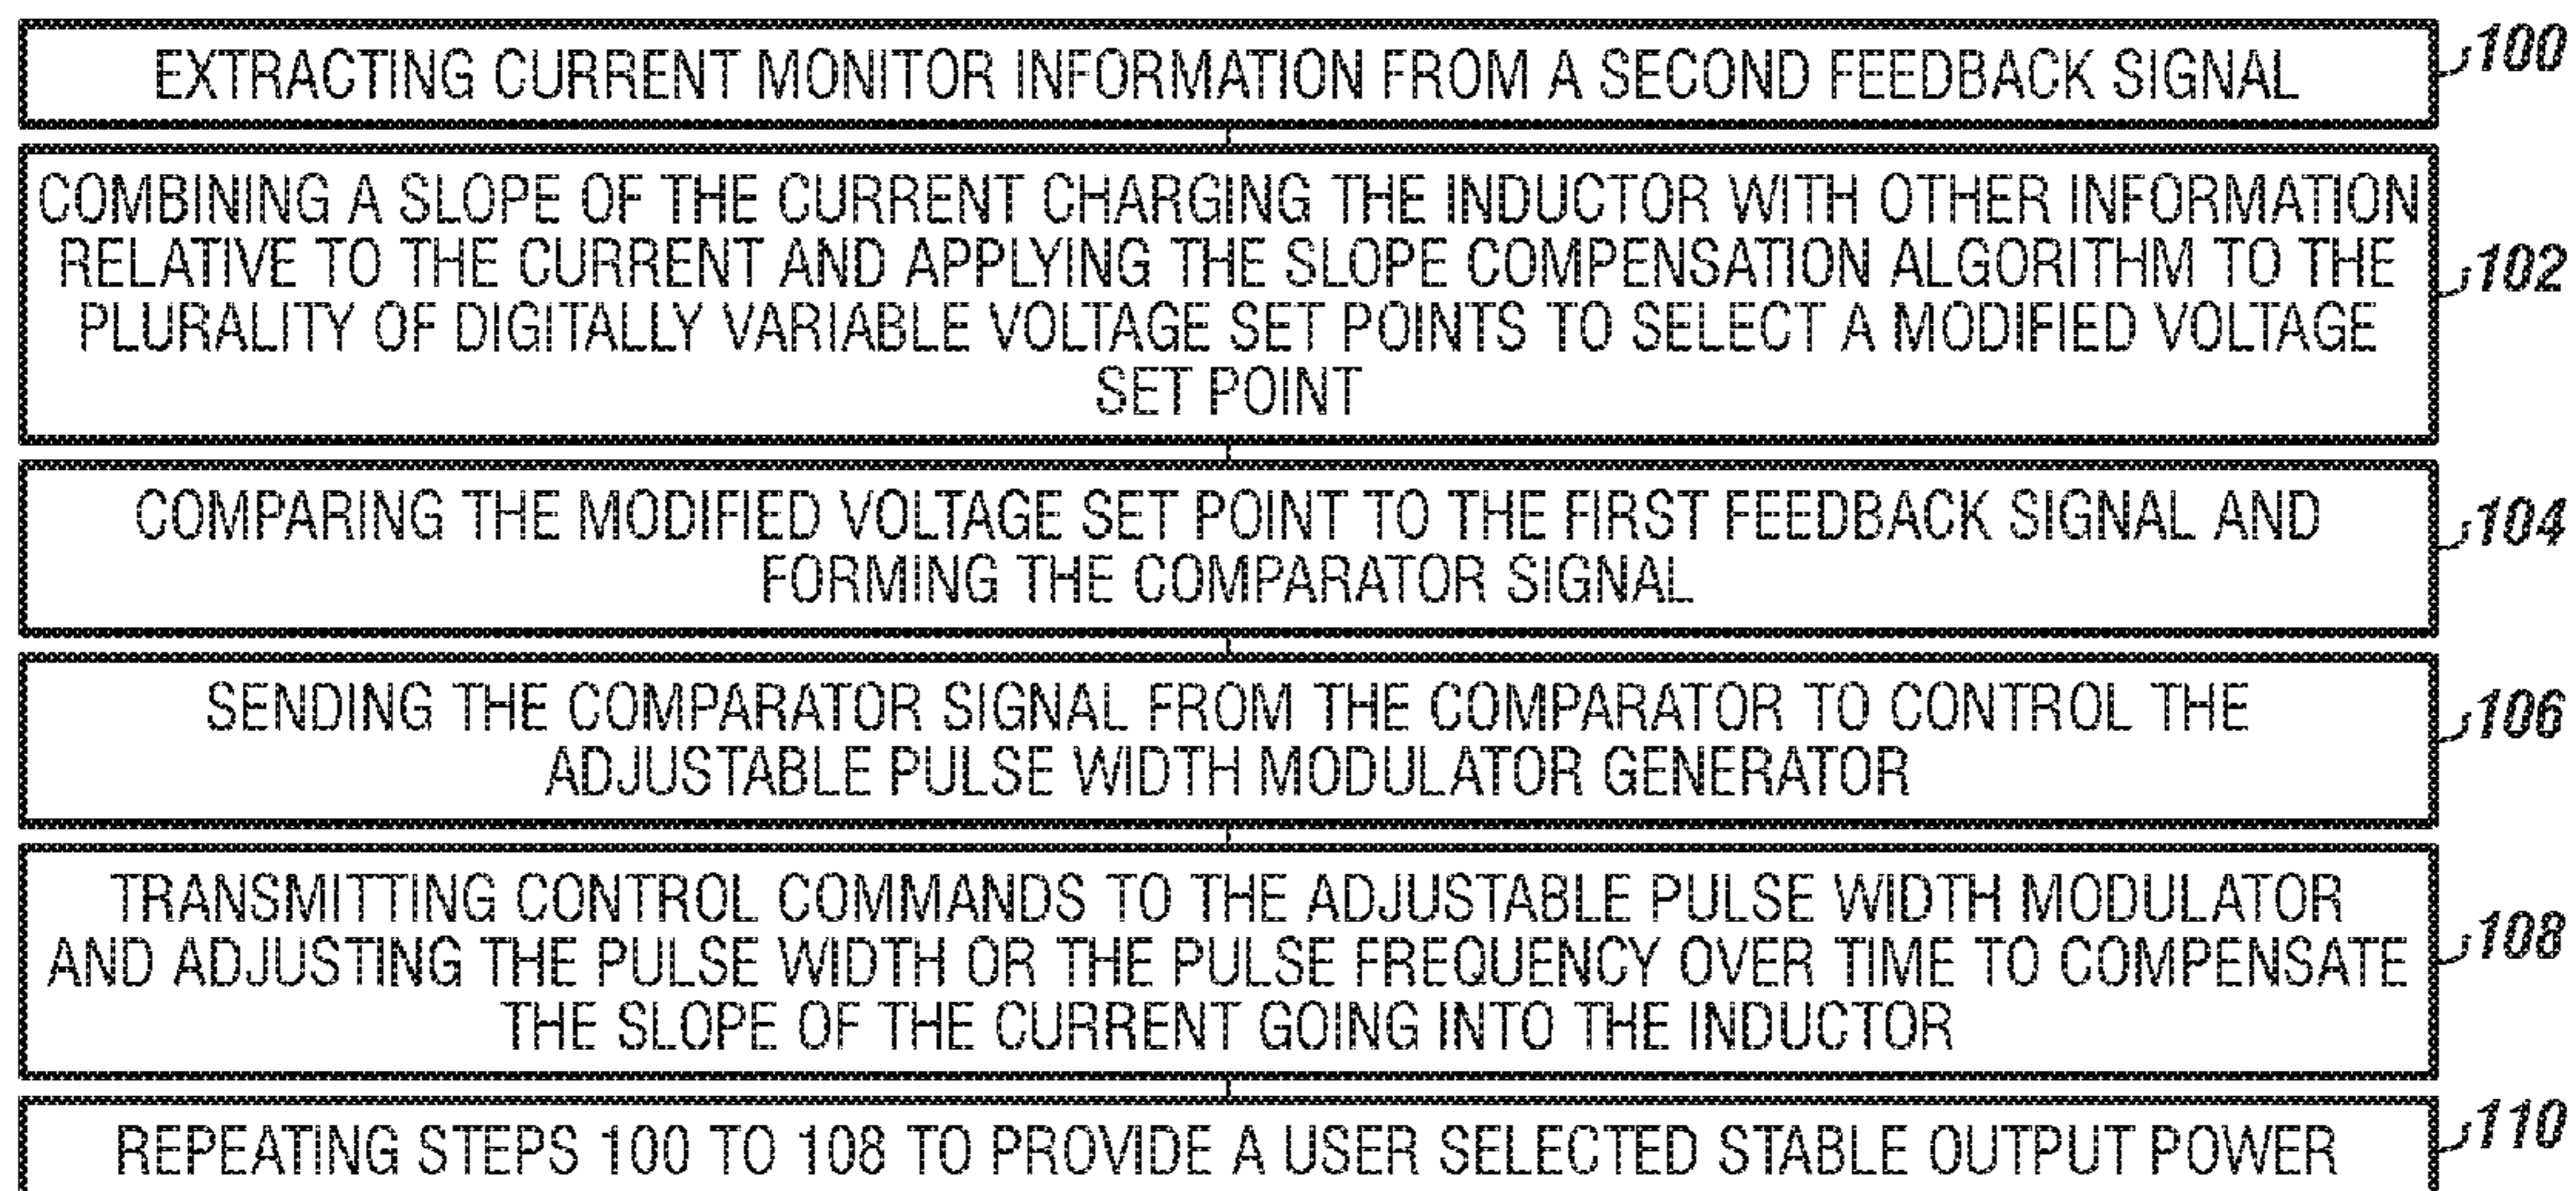 EXTRACTING CURRENT MONITOR INFORMATION FROM A SECOND FEEDBACK SIGNAL
100
COMBINING A SLOPE OF THE CURRENT CHARGING THE INDUCTOR WITH OTHER INFORMATION
RELATIVE TO THE CURRENT AND APPLYING THE SLOPE COMPENSATION ALGORITHM TO THE
PLURALITY OF DIGITALLY VARIABLE VOLTAGE SET POINTS TO SELECT A MODIFIED VOLTAGE
SET POINT
102
COMPARING THE MODIFIED VOLTAGE SET POINT TO THE FIRST FEEDBACK SIGNAL AND
FORMING THE COMPARATOR SIGNAL
104
SENDING THE COMPARATOR SIGNAL FROM THE COMPARATOR TO CONTROL THE
ADJUSTABLE PULSE WIDTH MODULATOR GENERATOR
106
TRANSMITTING CONTROL COMMANDS TO THE ADJUSTABLE PULSE WIDTH MODULATOR
AND ADJUSTING THE PULSE WIDTH OR THE PULSE FREQUENCY OVER TIME TO COMPENSATE
THE SLOPE OF THE CURRENT GOING INTO THE INDUCTOR
108
REPEATING STEPS 100 TO 108 TO PROVIDE A USER SELECTED STABLE OUTPUT POWER
110